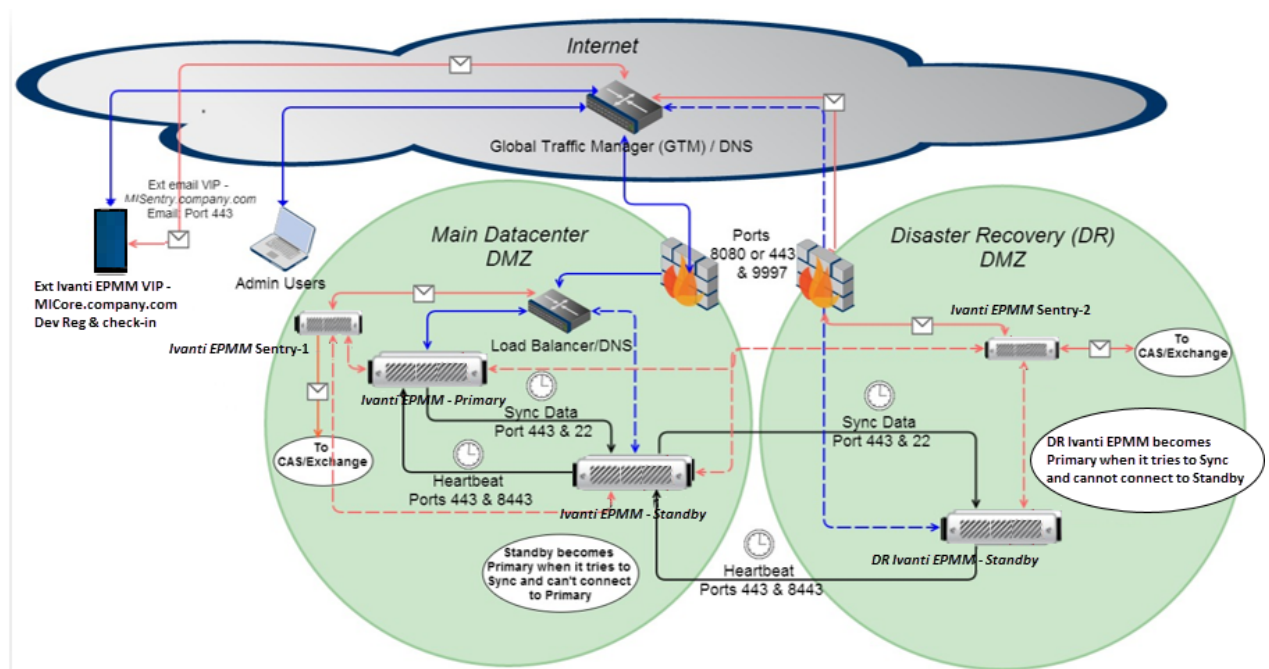 Internet
Global Traffic Manager (GTM) / DNS
Ext email VIP -
MISentry.company.com
Email: Port 443
Ext Ivanti EPMM VIP -
MICore.company.com
Dev Reg & check-in
Admin Users
Main Datacenter
DMZ
Ports
8080 or 443
& 9997
Disaster Recovery (DR)
DMZ
Ivanti EPMM Sentry-1
Load Balancer/DNS
Ivanti EPMM - Primary
Sync Data
Port 443 & 22
To
CAS/Exchange
Heartbeat
Ports 443 & 8443
Ivanti EPMM - Standby
Standby becomes
Primary when it tries to
Sync and can't connect
to Primary
Ivanti EPMM Sentry-2
To
CAS/Exchange
Sync Data
Port 443 & 22
DR Ivanti EPMM becomes
Primary when it tries to Sync
and cannot connect to Standby
DR Ivanti EPMM - Standby
Heartbeat
Ports 443 & 8443